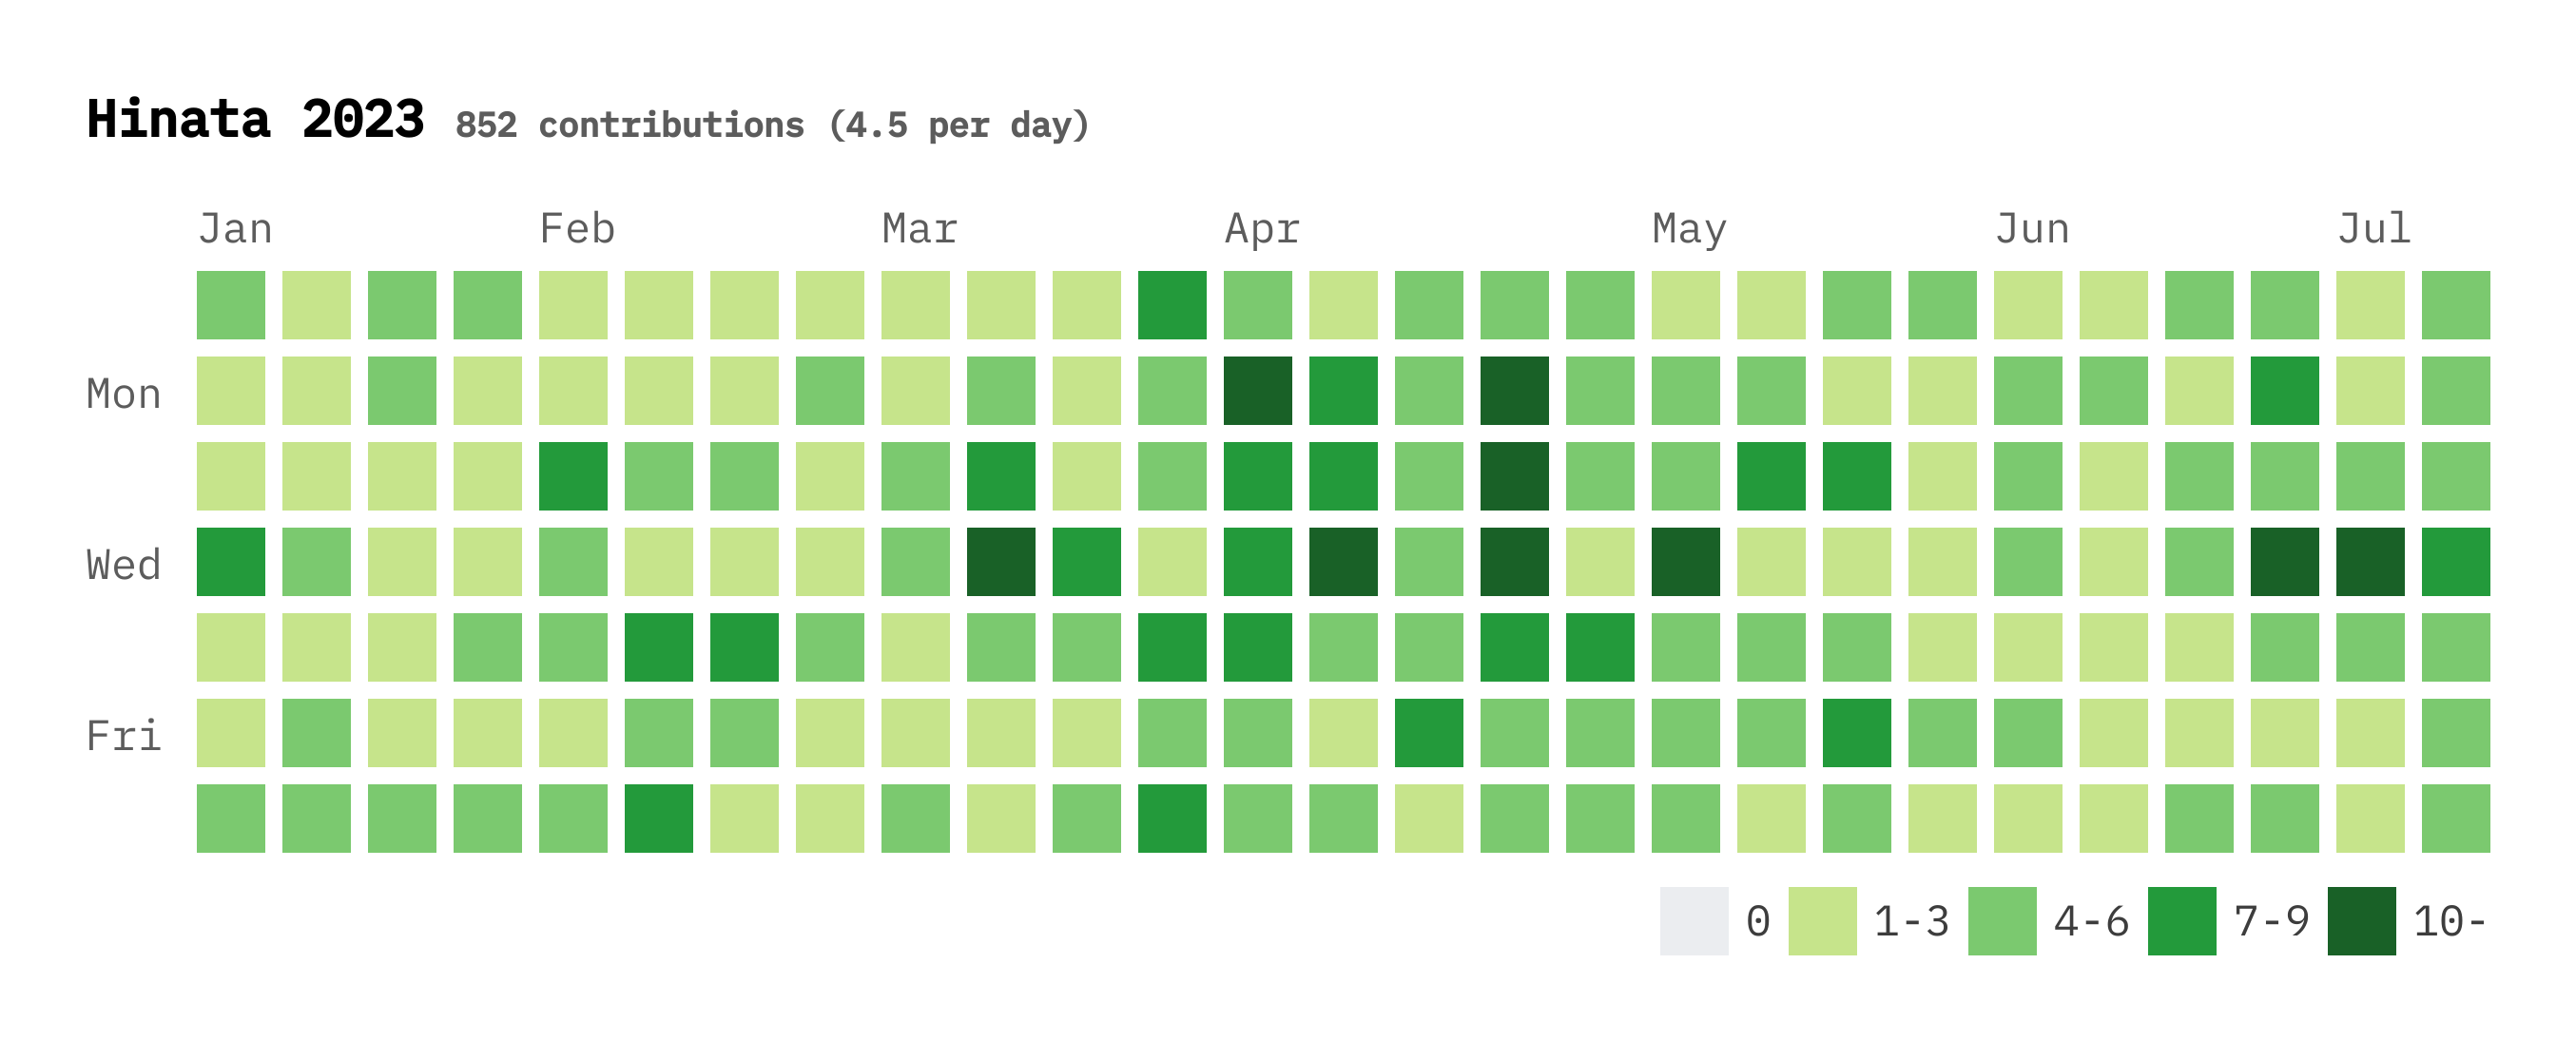 Hinata 2023 852 contributions (4.5 per day)
Jan Feb Mar Apr May Jun Jul
Mon
Wed
Fri
0 1-3 4-6 7-9 10-